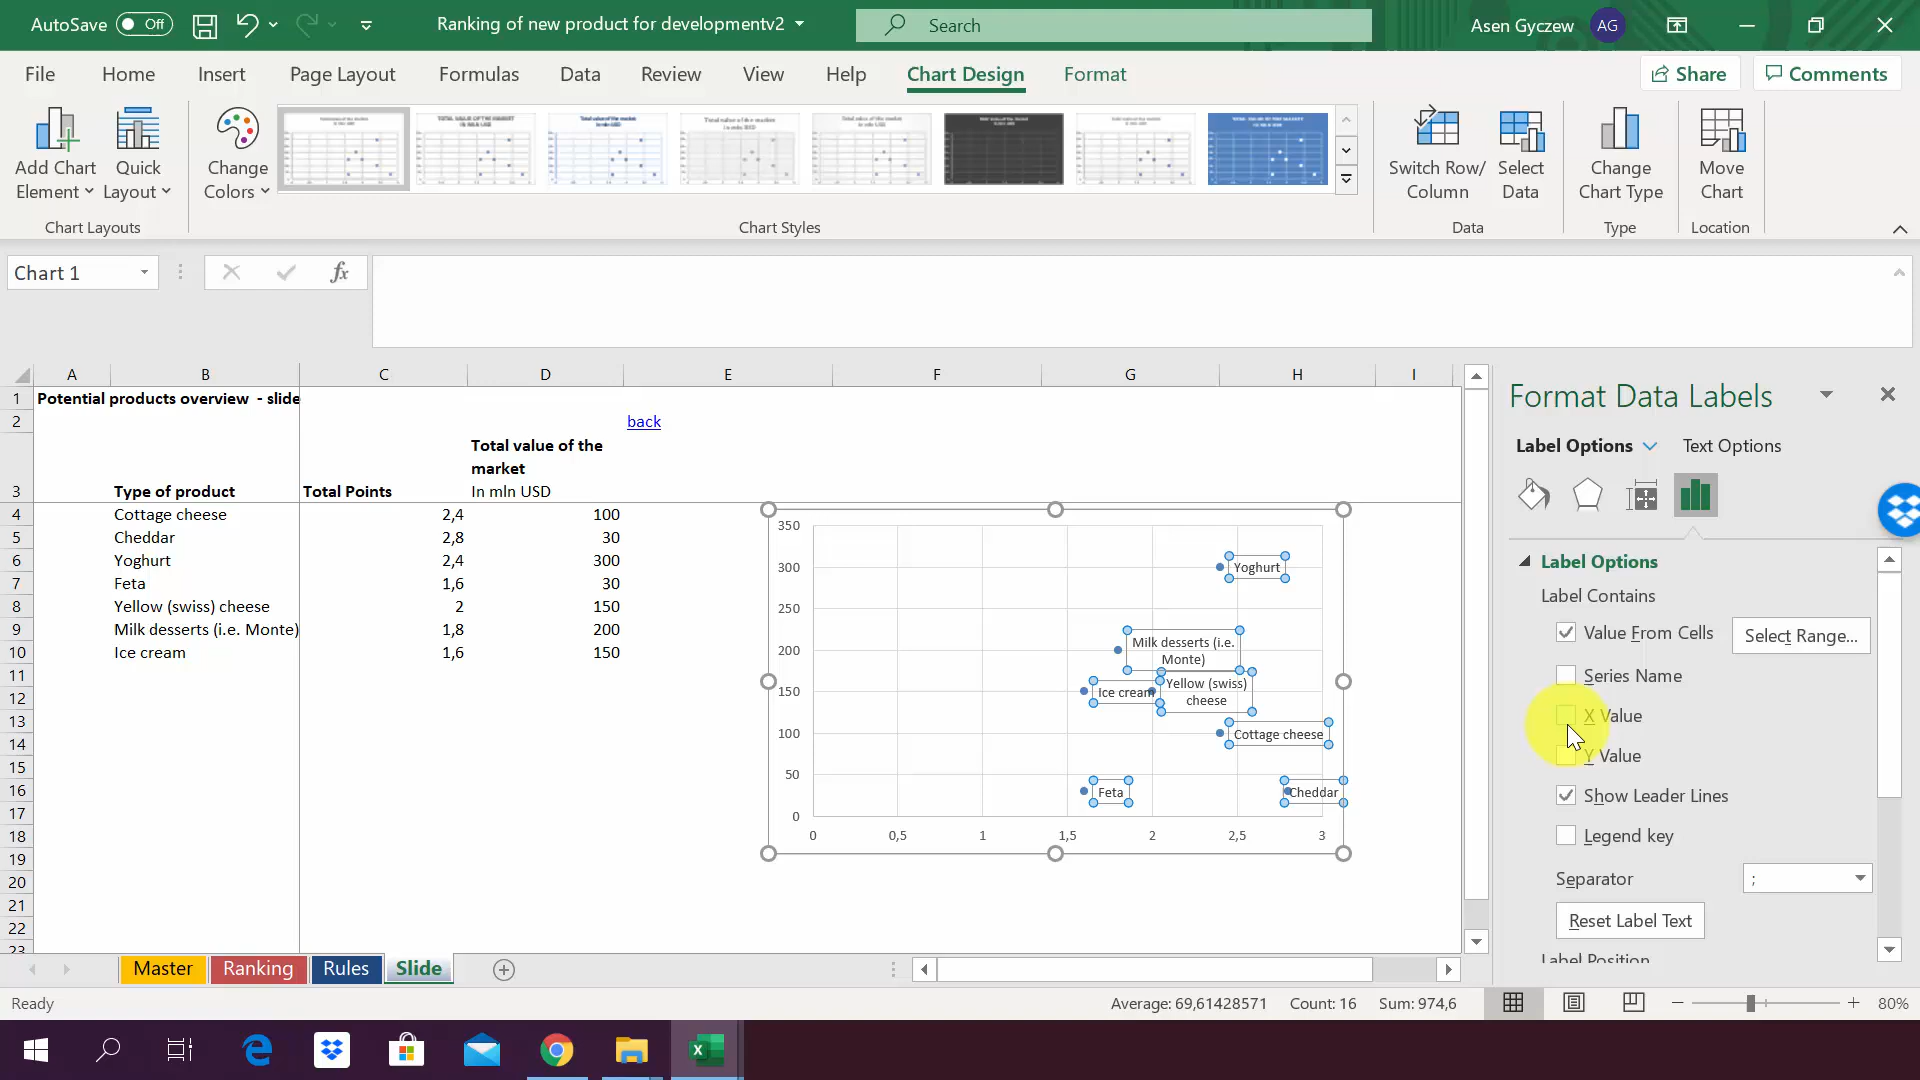 AutoSave Off Ranking of new product for developmentv2 Search Asen Gyczew AG
File Home Insert Page Layout Formulas Data Review View Help Chart Design Format Share Comments
Add Chart Element
Quick Layout
Change Colors
Switch Row/ Column
Select Data
Change Chart Type
Move Chart
Chart Layouts Chart Styles Data Type Location
Chart 1 fx
A B C D E F G H I
1 Potential products overview - slide
2 back
Total value of the
market
3 Type of product Total Points In mln USD
4 Cottage cheese 2,4 100
5 Cheddar 2,8 30
6 Yoghurt 2,4 300
7 Feta 1,6 30
8 Yellow (swiss) cheese 2 150
9 Milk desserts (i.e. Monte) 1,8 200
10 Ice cream 1,6 150
11
12
13
14
15
16
17
18
19
20
21
22
23
350
300 Yoghurt
250
200 Milk desserts (i.e.
Monte)
150 Ice cream Yellow (swiss)
cheese
100 Cottage cheese
50 Feta Cheddar
0
0 0,5 1 1,5 2 2,5 3
Format Data Labels
Label Options Text Options
Label Options
Label Contains
Value From Cells Select Range...
Series Name
X Value
Y Value
Show Leader Lines
Legend key
Separator ;
Reset Label Text
Label Position
Master Ranking Rules Slide
Ready Average: 69,61428571 Count: 16 Sum: 974,6 80%